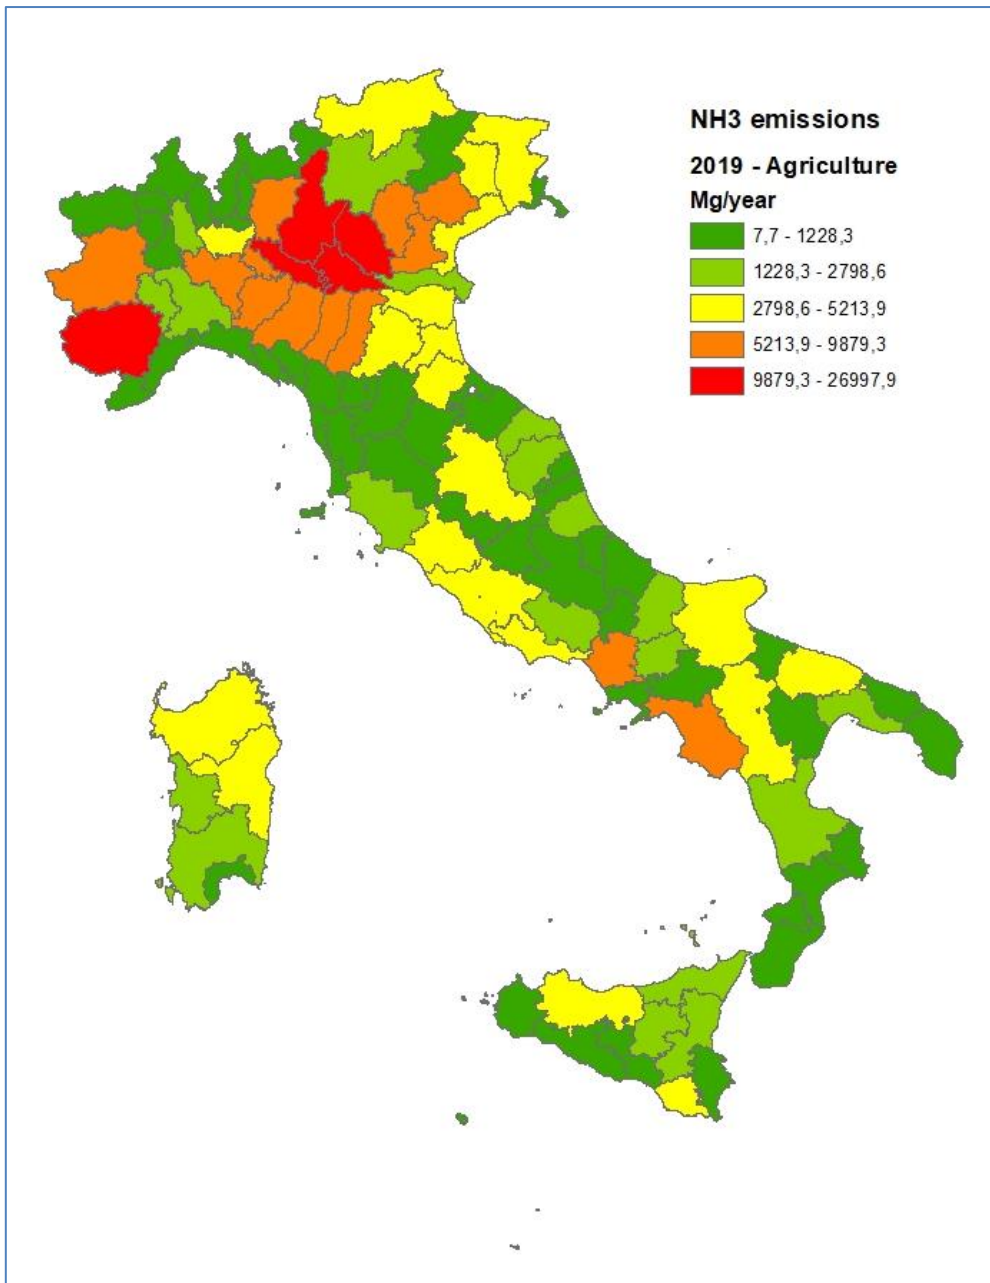 NH3 emissions
2019 - Agriculture
Mg/year
7,7 - 1228,3
1228,3 - 2798,6
2798,6 - 5213,9
5213,9 - 9879,3
9879,3 - 26997,9